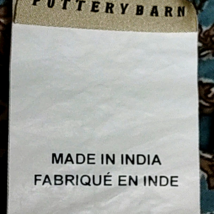 POTTERY BARN
MADE IN INDIA
FABRIQUÉ EN INDE